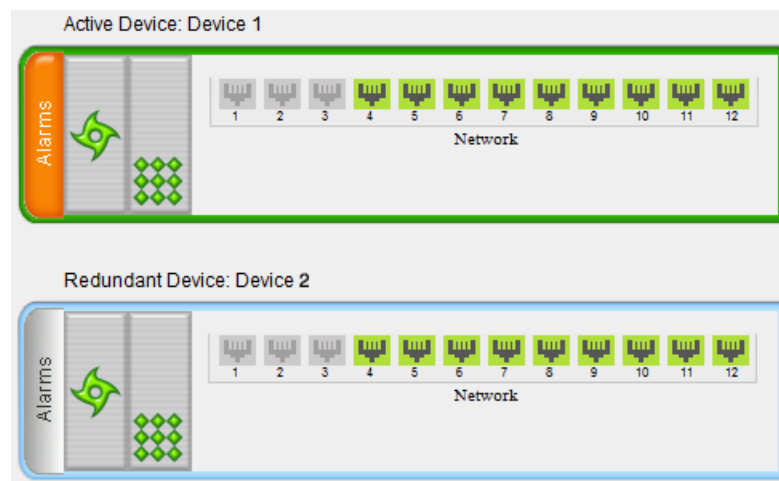 Active Device: Device 1
Alarms
1 2 3 4 5 6 7 8 9 10 11 12
Network
Redundant Device: Device 2
Alarms
1 2 3 4 5 6 7 8 9 10 11 12
Network